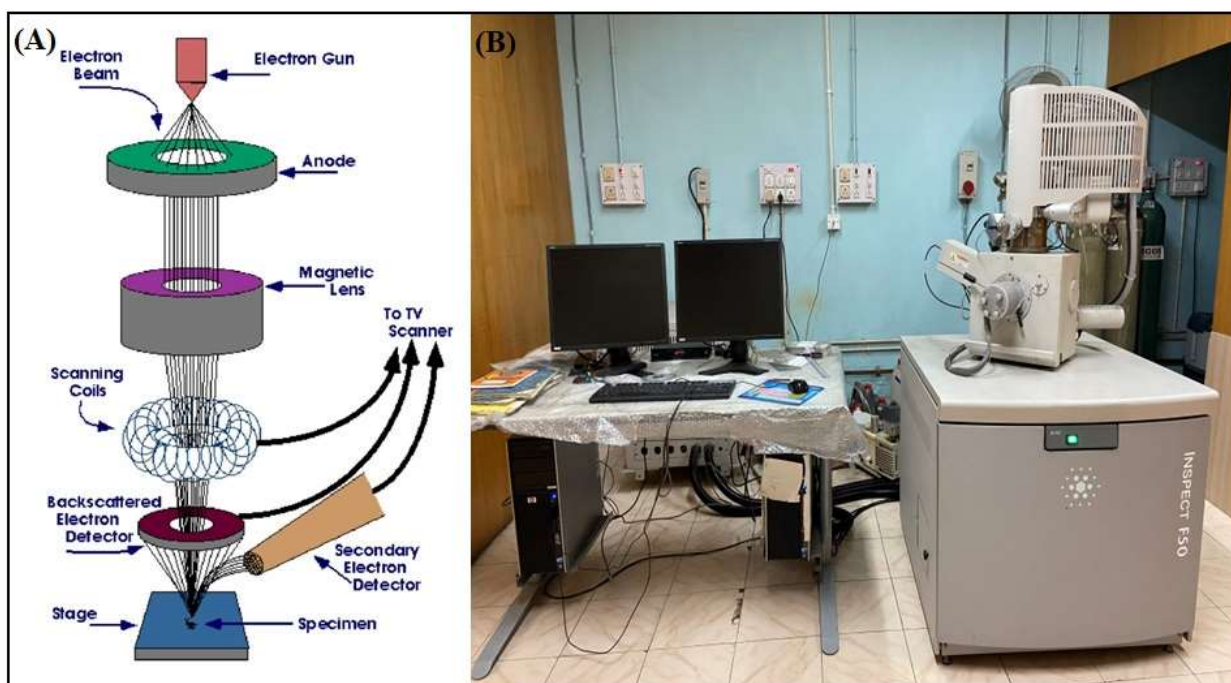 (A)
Electron
Beam
Electron Gun
Anode
Magnetic
Lens
To TV
Scanner
Scanning
Coils
Backscattered
Electron
Detector
Secondary
Electron
Detector
Stage
Specimen
(B)
INSPECT F50
hp